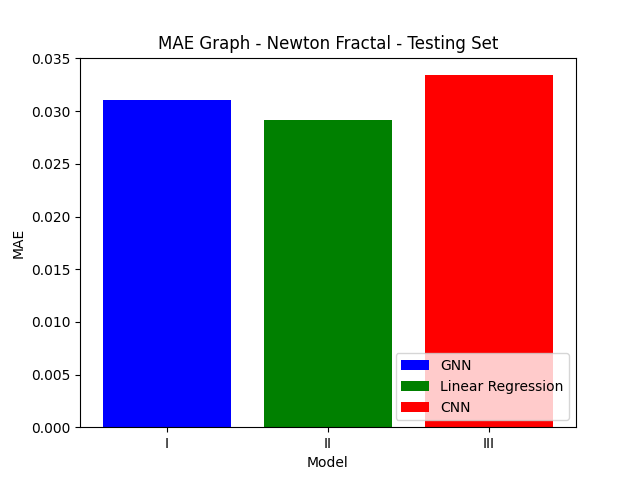 MAE Graph - Newton Fractal - Testing Set
MAE
0.035
0.030
0.025
0.020
0.015
0.010
0.005
0.000
I
II
III
Model
GNN
Linear Regression
CNN